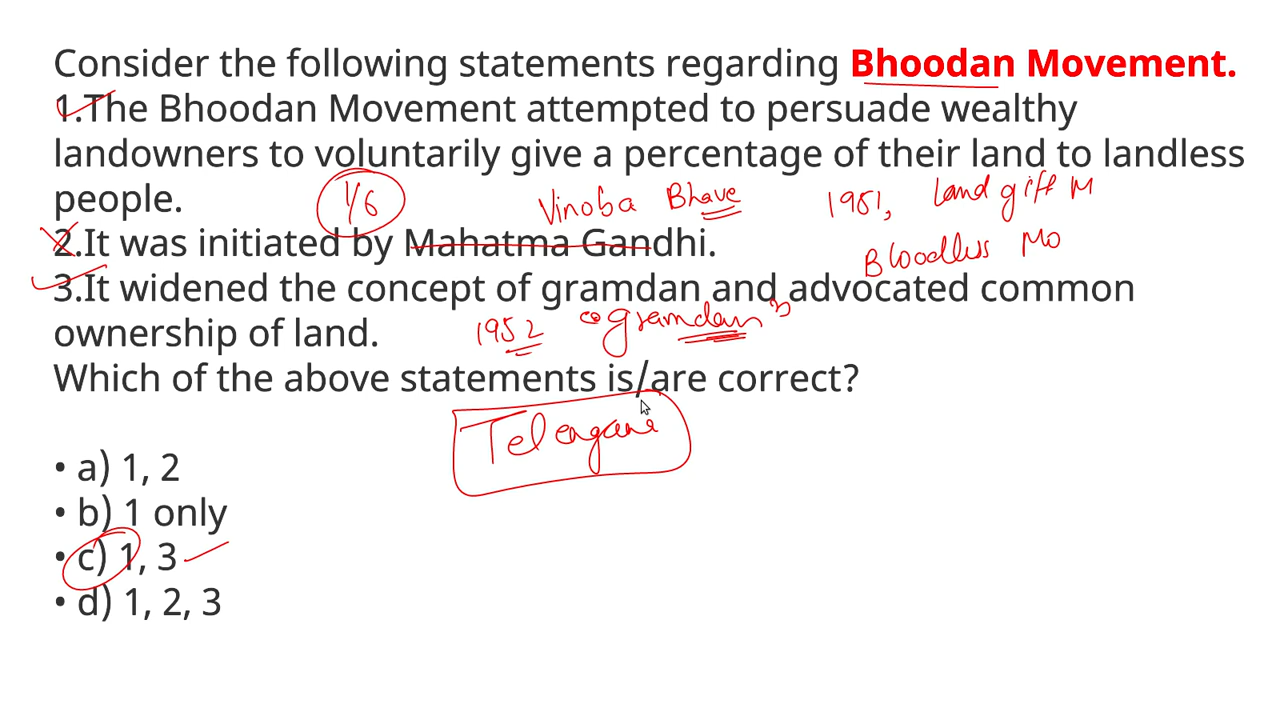 Consider the following statements regarding Bhoodan Movement.
1.The Bhoodan Movement attempted to persuade wealthy
landowners to voluntarily give a percentage of their land to landless
people.
1/6
Vinoba Bhave
1951, Land gift M
2.It was initiated by Mahatma Gandhi.
Bloodless Mo
3.It widened the concept of gramdan and advocated common
ownership of land.
1952 "gramdan"
Which of the above statements is/are correct?
Telengana
• a) 1, 2
• b) 1 only
• c) 1, 3
• d) 1, 2, 3